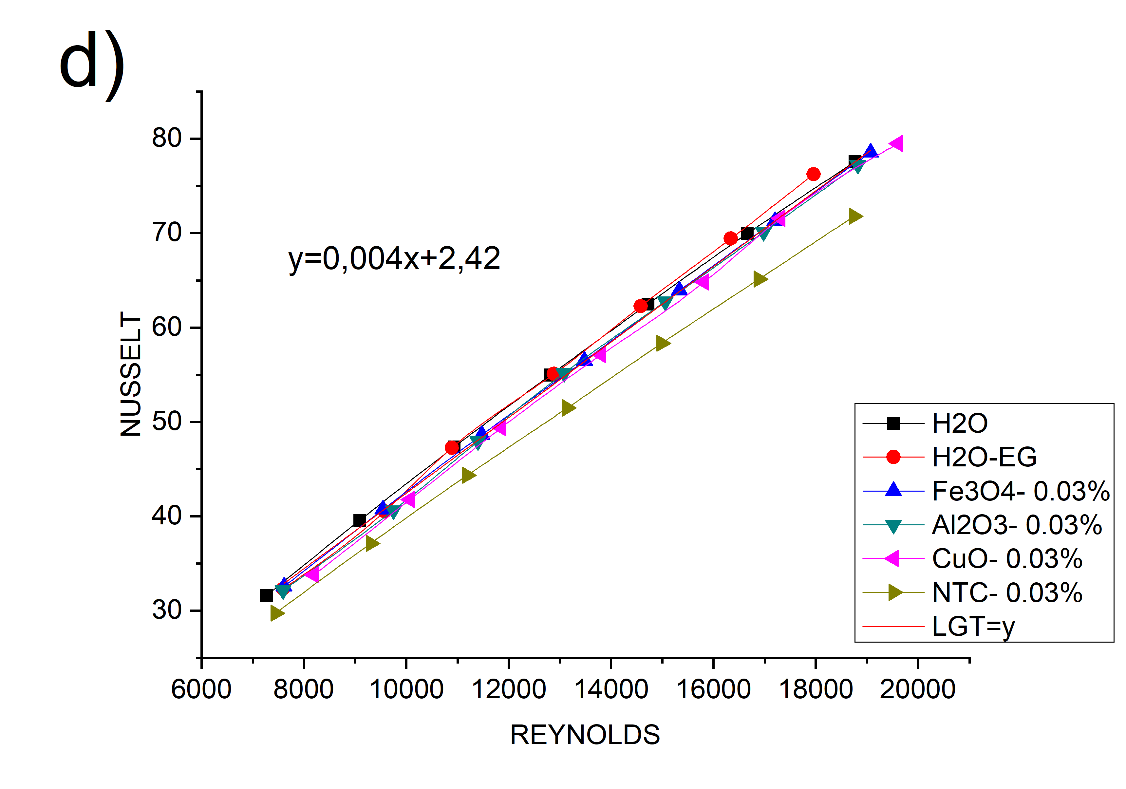 d)
80
70
60
50
40
30
NUSSELT
y=0,004x+2,42
H2O
H2O-EG
Fe3O4- 0.03%
Al2O3- 0.03%
CuO- 0.03%
NTC- 0.03%
LGT=y
6000 8000 10000 12000 14000 16000 18000 20000
REYNOLDS